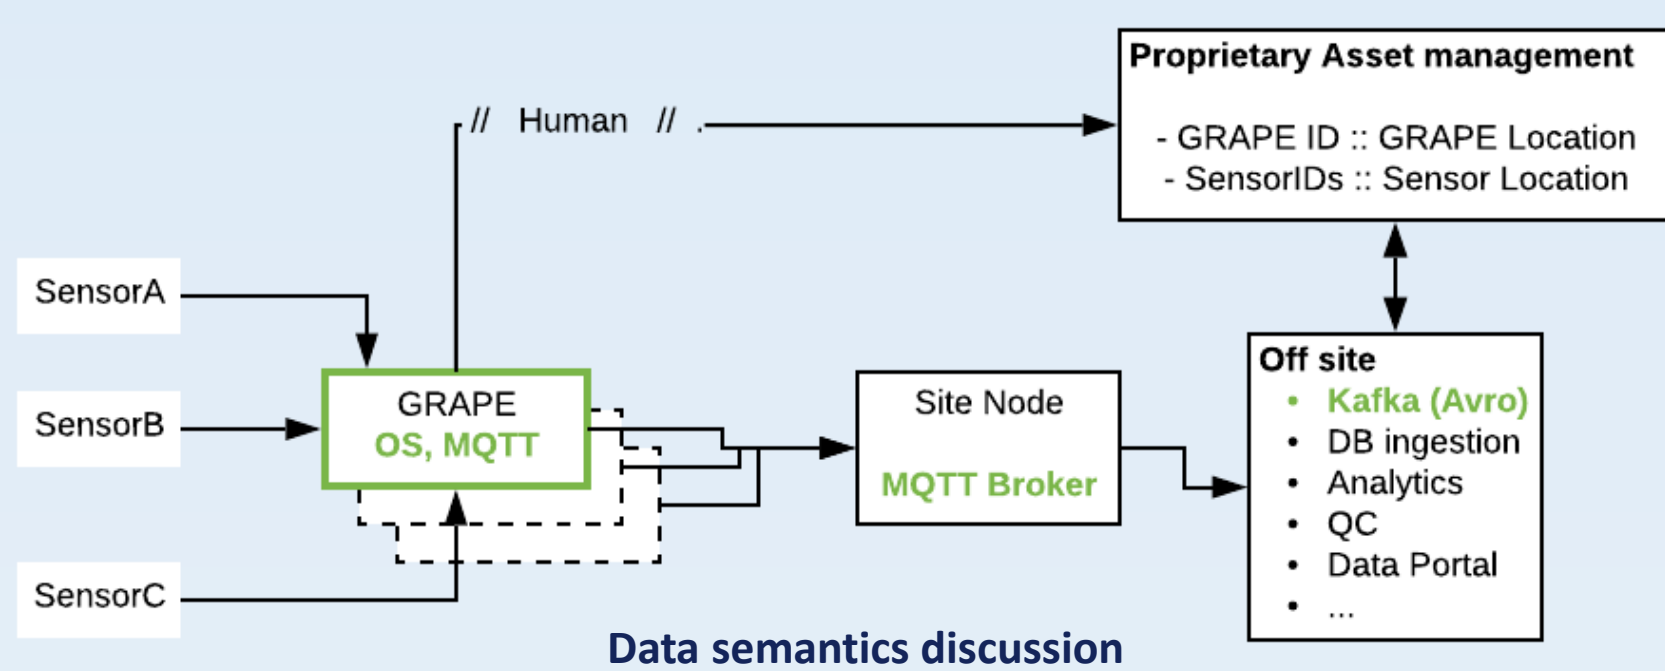 Proprietary Asset management
- GRAPE ID :: GRAPE Location
- SensorIDs :: Sensor Location
// Human // .
SensorA
SensorB
SensorC
GRAPE
OS, MQTT
Site Node
MQTT Broker
Off site
• Kafka (Avro)
• DB ingestion
• Analytics
• QC
• Data Portal
• ...
Data semantics discussion